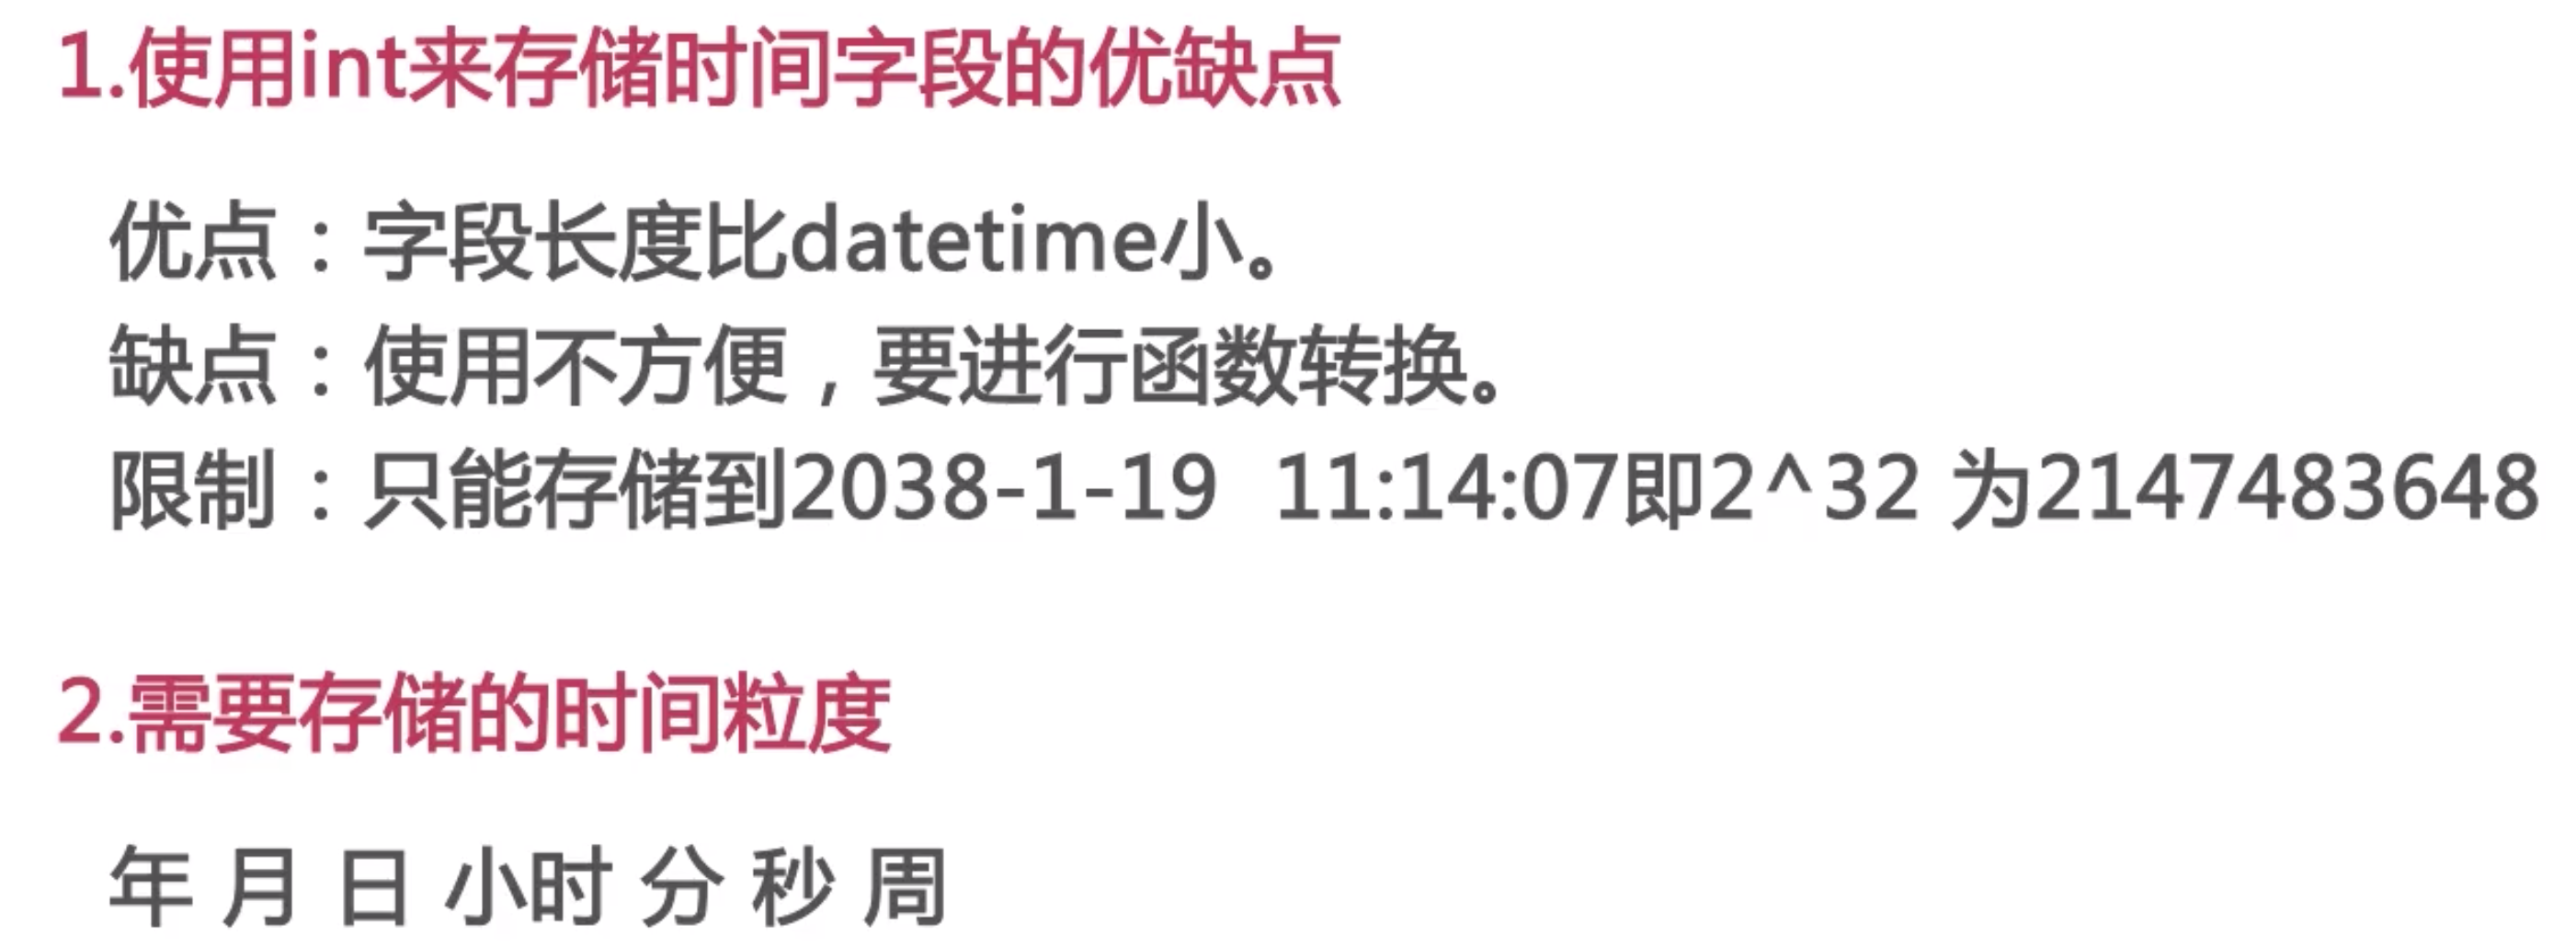 1.使用int来存储时间字段的优缺点
优点：字段长度比datetime小。
缺点：使用不方便，要进行函数转换。
限制：只能存储到2038-1-19 11:14:07即2^32 为2147483648
2.需要存储的时间粒度
年 月 日 小时 分 秒 周